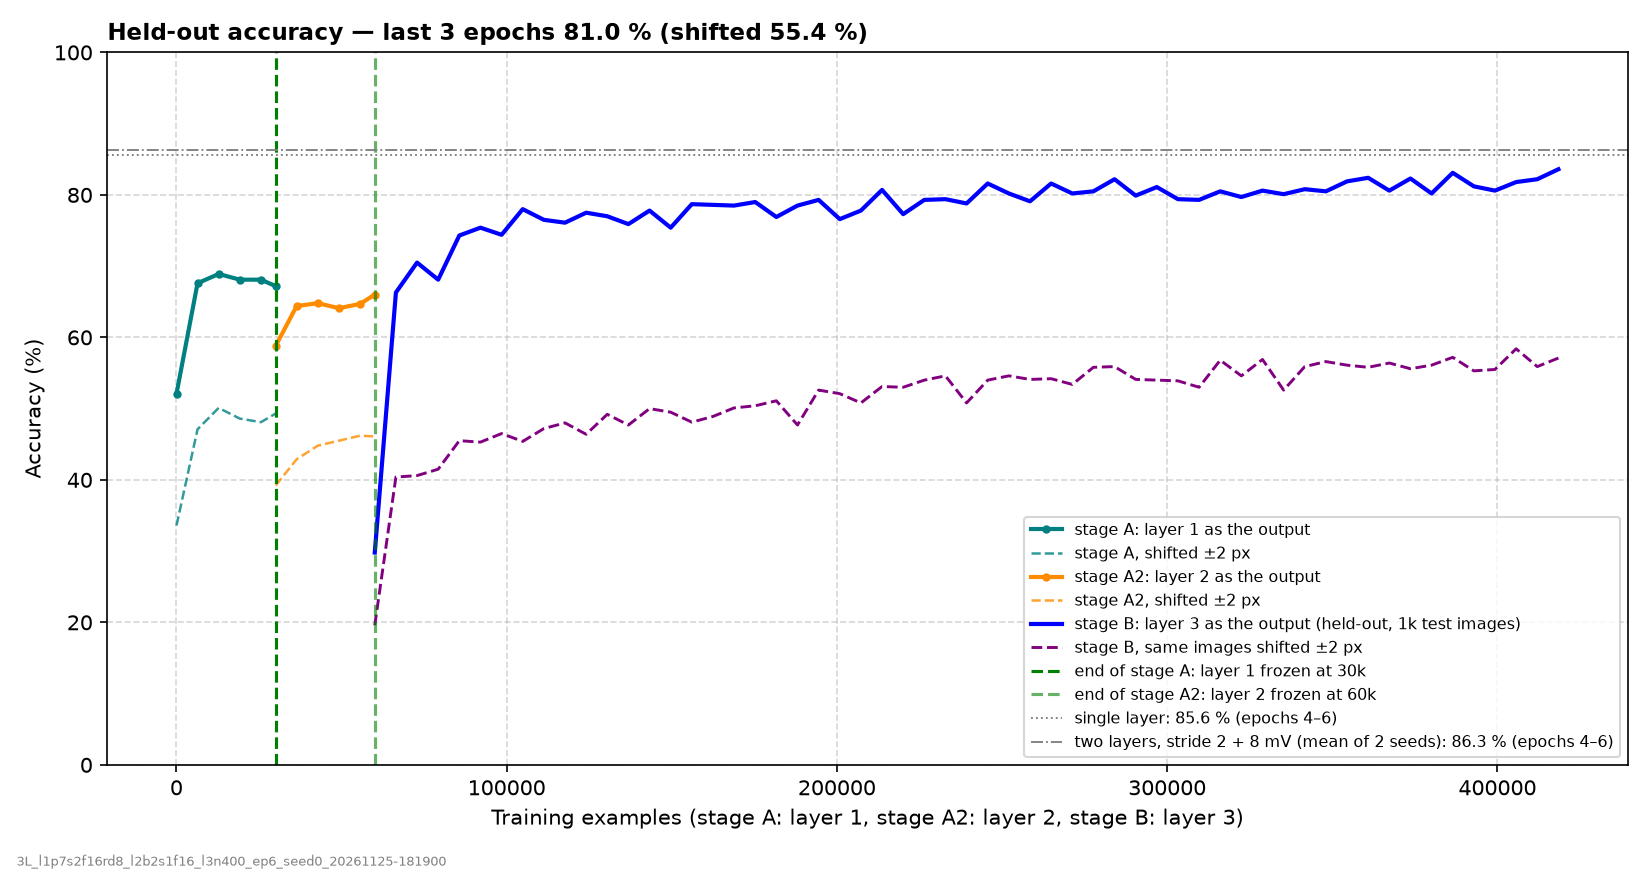 Held-out accuracy — last 3 epochs 81.0 % (shifted 55.4 %)
100
80
60
40
20
0
Accuracy (%)
stage A: layer 1 as the output
stage A, shifted ±2 px
stage A2: layer 2 as the output
stage A2, shifted ±2 px
stage B: layer 3 as the output (held-out, 1k test images)
stage B, same images shifted ±2 px
end of stage A: layer 1 frozen at 30k
end of stage A2: layer 2 frozen at 60k
single layer: 85.6 % (epochs 4–6)
two layers, stride 2 + 8 mV (mean of 2 seeds): 86.3 % (epochs 4–6)
0 100000 200000 300000 400000
Training examples (stage A: layer 1, stage A2: layer 2, stage B: layer 3)
3L_l1p7s2f16rd8_l2b2s1f16_l3n400_ep6_seed0_20261125-181900